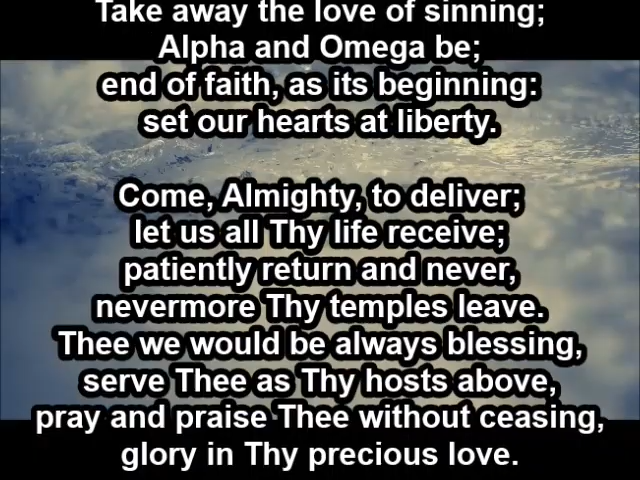 Take away the love of sinning;
Alpha and Omega be;
end of faith, as its beginning:
set our hearts at liberty.
Come, Almighty, to deliver;
let us all Thy life receive;
patiently return and never,
nevermore Thy temples leave.
Thee we would be always blessing,
serve Thee as Thy hosts above,
pray and praise Thee without ceasing,
glory in Thy precious love.